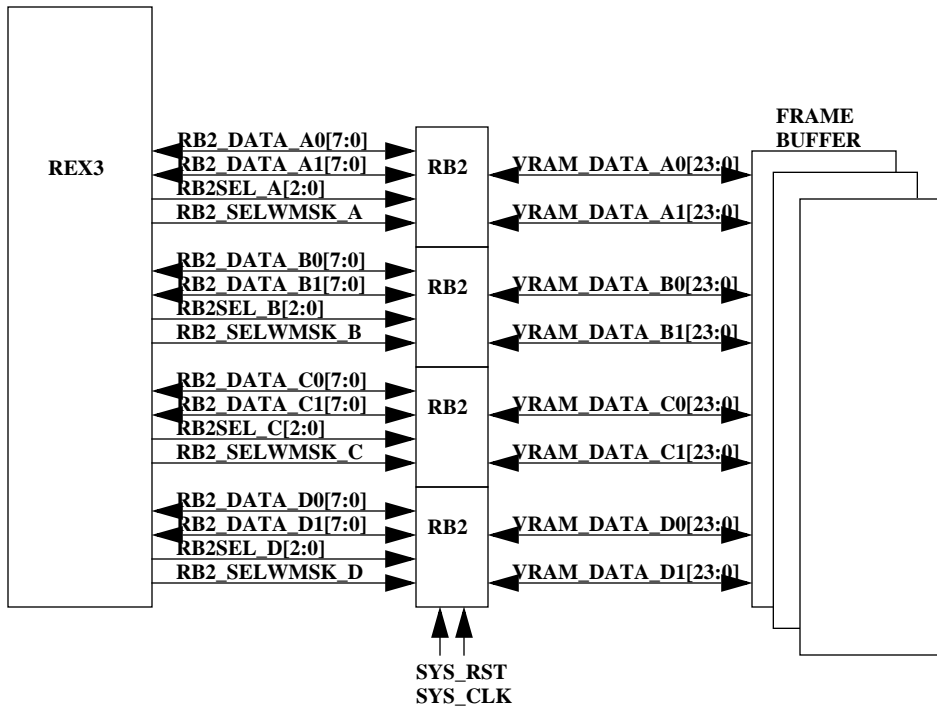 REX3
RB2_DATA_A0[7:0]
RB2_DATA_A1[7:0]
RB2SEL_A[2:0]
RB2_SELWMSK_A
RB2_DATA_B0[7:0]
RB2_DATA_B1[7:0]
RB2SEL_B[2:0]
RB2_SELWMSK_B
RB2_DATA_C0[7:0]
RB2_DATA_C1[7:0]
RB2SEL_C[2:0]
RB2_SELWMSK_C
RB2_DATA_D0[7:0]
RB2_DATA_D1[7:0]
RB2SEL_D[2:0]
RB2_SELWMSK_D
RB2
RB2
RB2
RB2
SYS_RST
SYS_CLK
VRAM_DATA_A0[23:0]
VRAM_DATA_A1[23:0]
VRAM_DATA_B0[23:0]
VRAM_DATA_B1[23:0]
VRAM_DATA_C0[23:0]
VRAM_DATA_C1[23:0]
VRAM_DATA_D0[23:0]
VRAM_DATA_D1[23:0]
FRAME
BUFFER